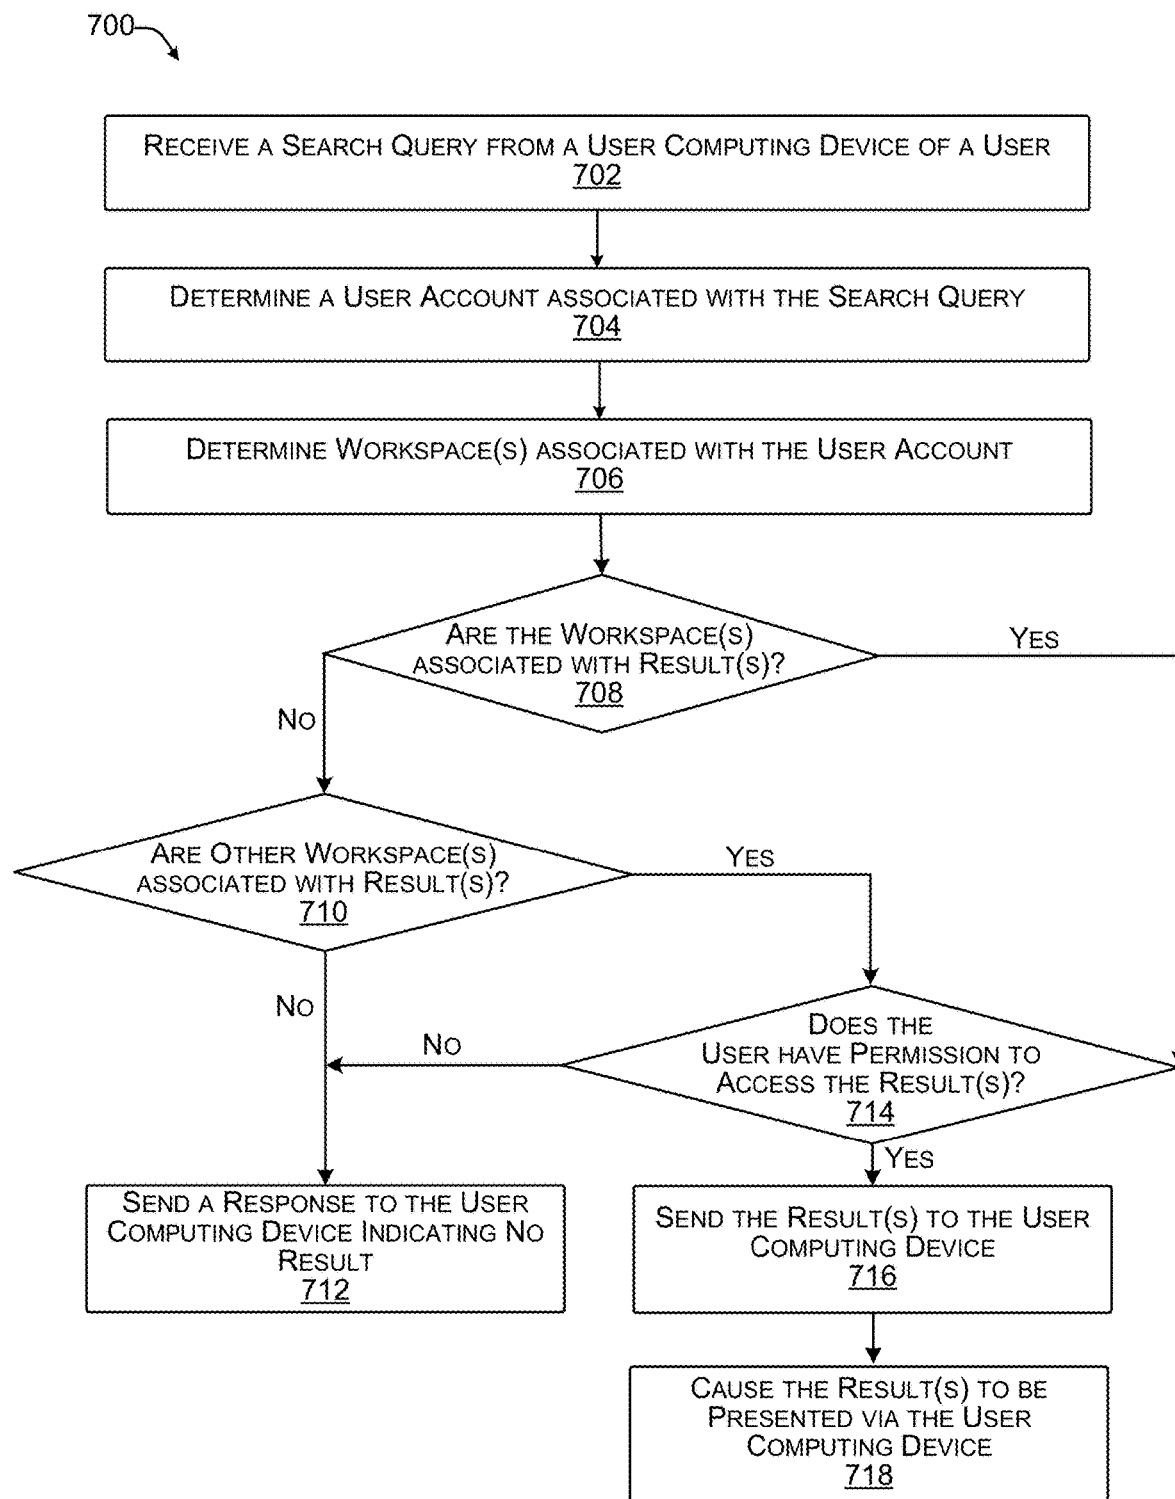 700
RECEIVE A SEARCH QUERY FROM A USER COMPUTING DEVICE OF A USER
702
DETERMINE A USER ACCOUNT ASSOCIATED WITH THE SEARCH QUERY
704
DETERMINE WORKSPACE(S) ASSOCIATED WITH THE USER ACCOUNT
706
ARE THE WORKSPACE(S)
ASSOCIATED WITH RESULT(S)?
708
YES
NO
ARE OTHER WORKSPACE(S)
ASSOCIATED WITH RESULT(S)?
710
YES
NO
DOES THE
USER HAVE PERMISSION TO
ACCESS THE RESULT(S)?
714
NO
YES
SEND A RESPONSE TO THE USER
COMPUTING DEVICE INDICATING NO
RESULT
712
SEND THE RESULT(S) TO THE USER
COMPUTING DEVICE
716
CAUSE THE RESULT(S) TO BE
PRESENTED VIA THE USER
COMPUTING DEVICE
718